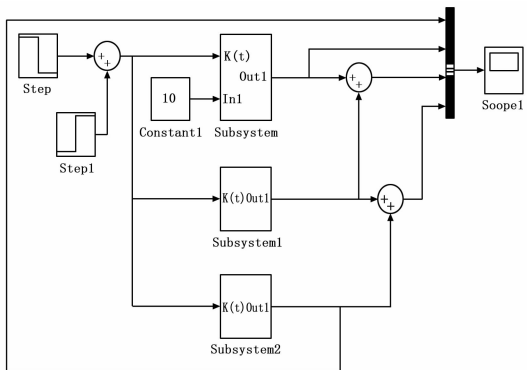 K(t)
Out1
Step
10
In1
Soope1
Constant1
Subsystem
Step1
K(t)Out1
Subsystem1
K(t)Out1
Subsystem2